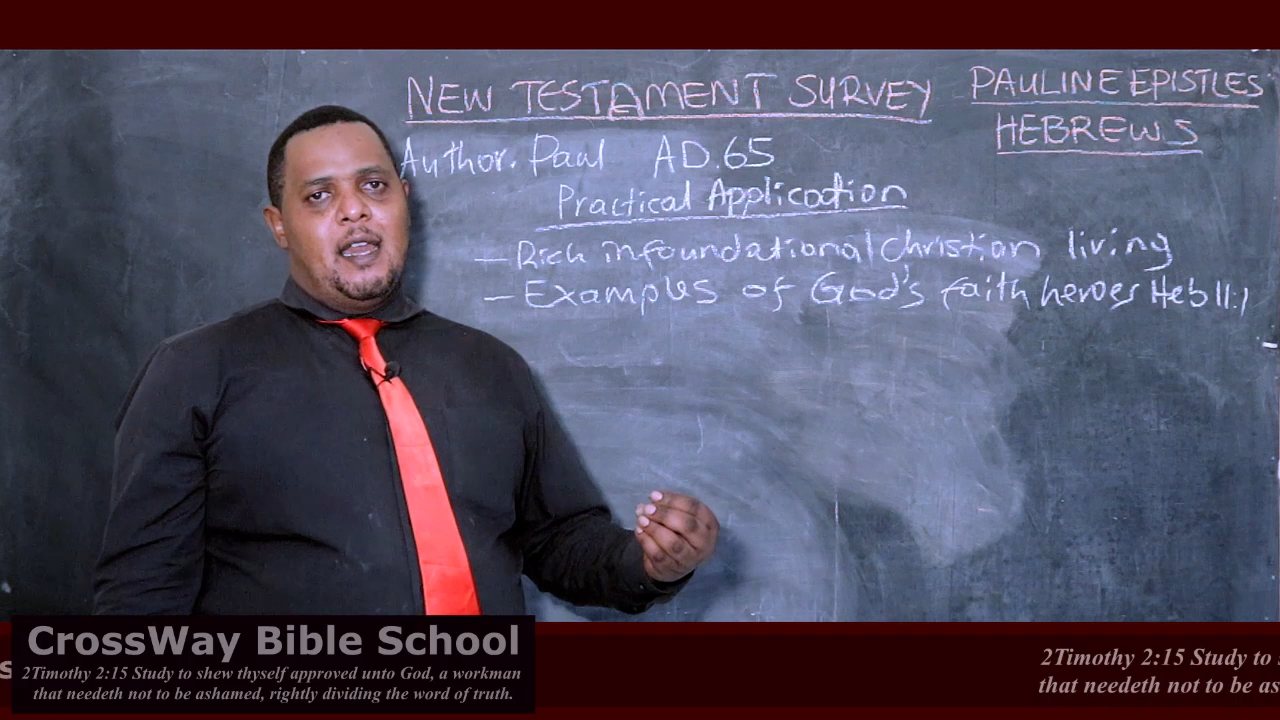 NEW TESTAMENT SURVEY
PAULINE EPISTLES
HEBREWS
Author. Paul AD.65
Practical Application
— Rich in foundational christian living
— Examples of God's faith heroes Heb 11:1
CrossWay Bible School
2Timothy 2:15 Study to shew thyself approved unto God, a workman
that needeth not to be ashamed, rightly dividing the word of truth.
s
2Timothy 2:15 Study to s
that needeth not to be as